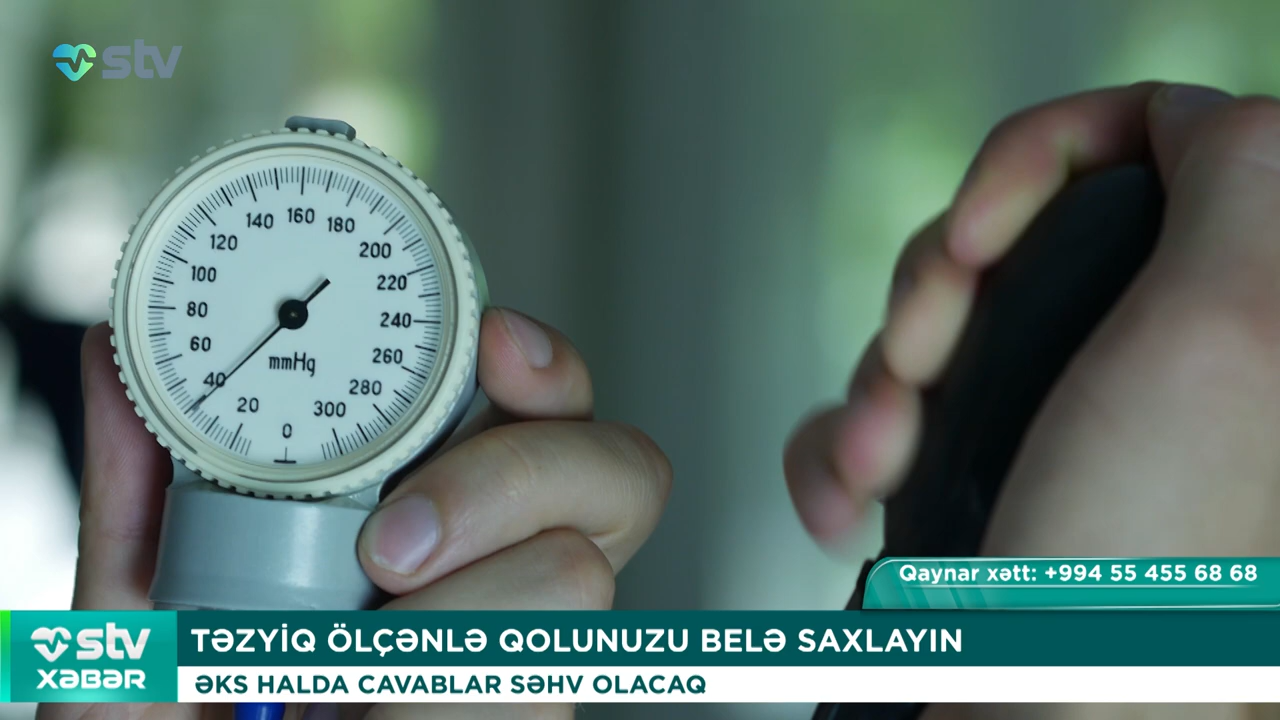 stv
160
140
180
120
200
100
220
80
240
60
260
mmHg
40
280
20
300
0
Qaynar xətt: +994 55 455 68 68
stv
XƏBƏR
TƏZYİQ ÖLÇƏNLƏ QOLUNUZU BELƏ SAXLAYIN
ƏKS HALDA CAVABLAR SƏHV OLACAQ